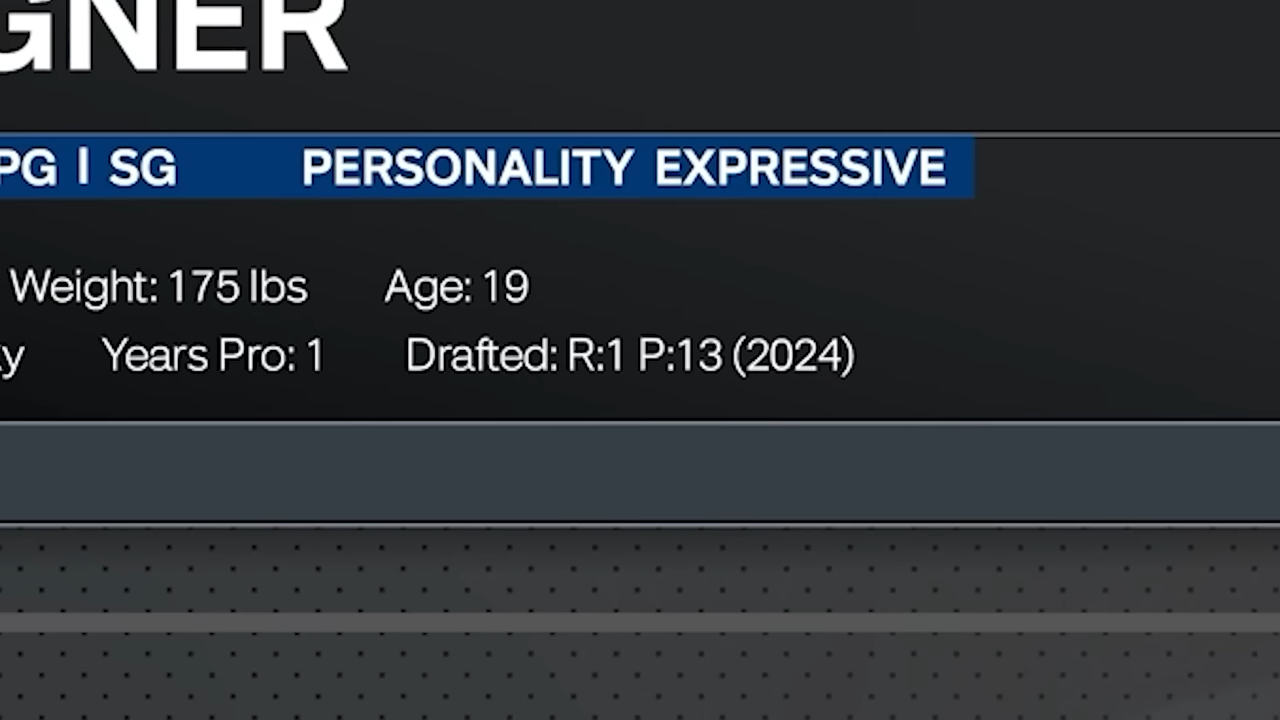 GNER
PG | SG PERSONALITY EXPRESSIVE
Weight: 175 lbs Age: 19
y Years Pro: 1 Drafted: R:1 P:13 (2024)